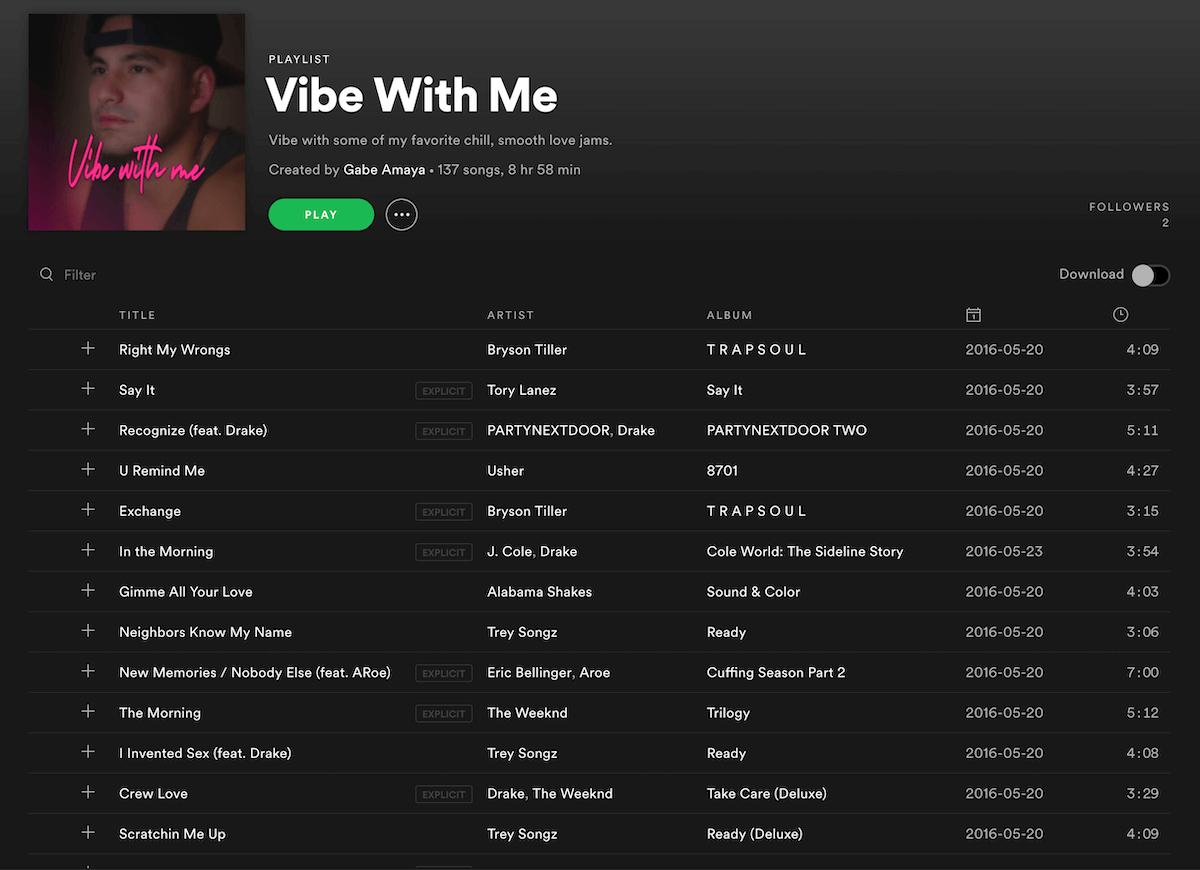 Vibe with me
PLAYLIST
Vibe With Me
Vibe with some of my favorite chill, smooth love jams.
Created by Gabe Amaya • 137 songs, 8 hr 58 min
PLAY
FOLLOWERS
2
Filter
Download
TITLE ARTIST ALBUM
Right My Wrongs Bryson Tiller T R A P S O U L 2016-05-20 4:09
Say It EXPLICIT Tory Lanez Say It 2016-05-20 3:57
Recognize (feat. Drake) EXPLICIT PARTYNEXTDOOR, Drake PARTYNEXTDOOR TWO 2016-05-20 5:11
U Remind Me Usher 8701 2016-05-20 4:27
Exchange EXPLICIT Bryson Tiller T R A P S O U L 2016-05-20 3:15
In the Morning EXPLICIT J. Cole, Drake Cole World: The Sideline Story 2016-05-23 3:54
Gimme All Your Love Alabama Shakes Sound & Color 2016-05-20 4:03
Neighbors Know My Name Trey Songz Ready 2016-05-20 3:06
New Memories / Nobody Else (feat. ARoe) EXPLICIT Eric Bellinger, Aroe Cuffing Season Part 2 2016-05-20 7:00
The Morning EXPLICIT The Weeknd Trilogy 2016-05-20 5:12
I Invented Sex (feat. Drake) Trey Songz Ready 2016-05-20 4:08
Crew Love EXPLICIT Drake, The Weeknd Take Care (Deluxe) 2016-05-20 3:29
Scratchin Me Up Trey Songz Ready (Deluxe) 2016-05-20 4:09